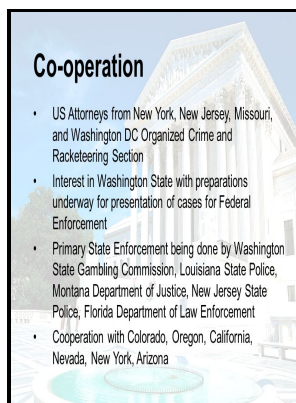 Co-operation
• US Attorneys from New York, New Jersey, Missouri,
and Washington DC Organized Crime and
Racketeering Section
• Interest in Washington State with preparations
underway for presentation of cases for Federal
Enforcement
• Primary State Enforcement being done by Washington
State Gambling Commission, Louisiana State Police,
Montana Department of Justice, New Jersey State
Police, Florida Department of Law Enforcement
• Cooperation with Colorado, Oregon, California,
Nevada, New York, Arizona